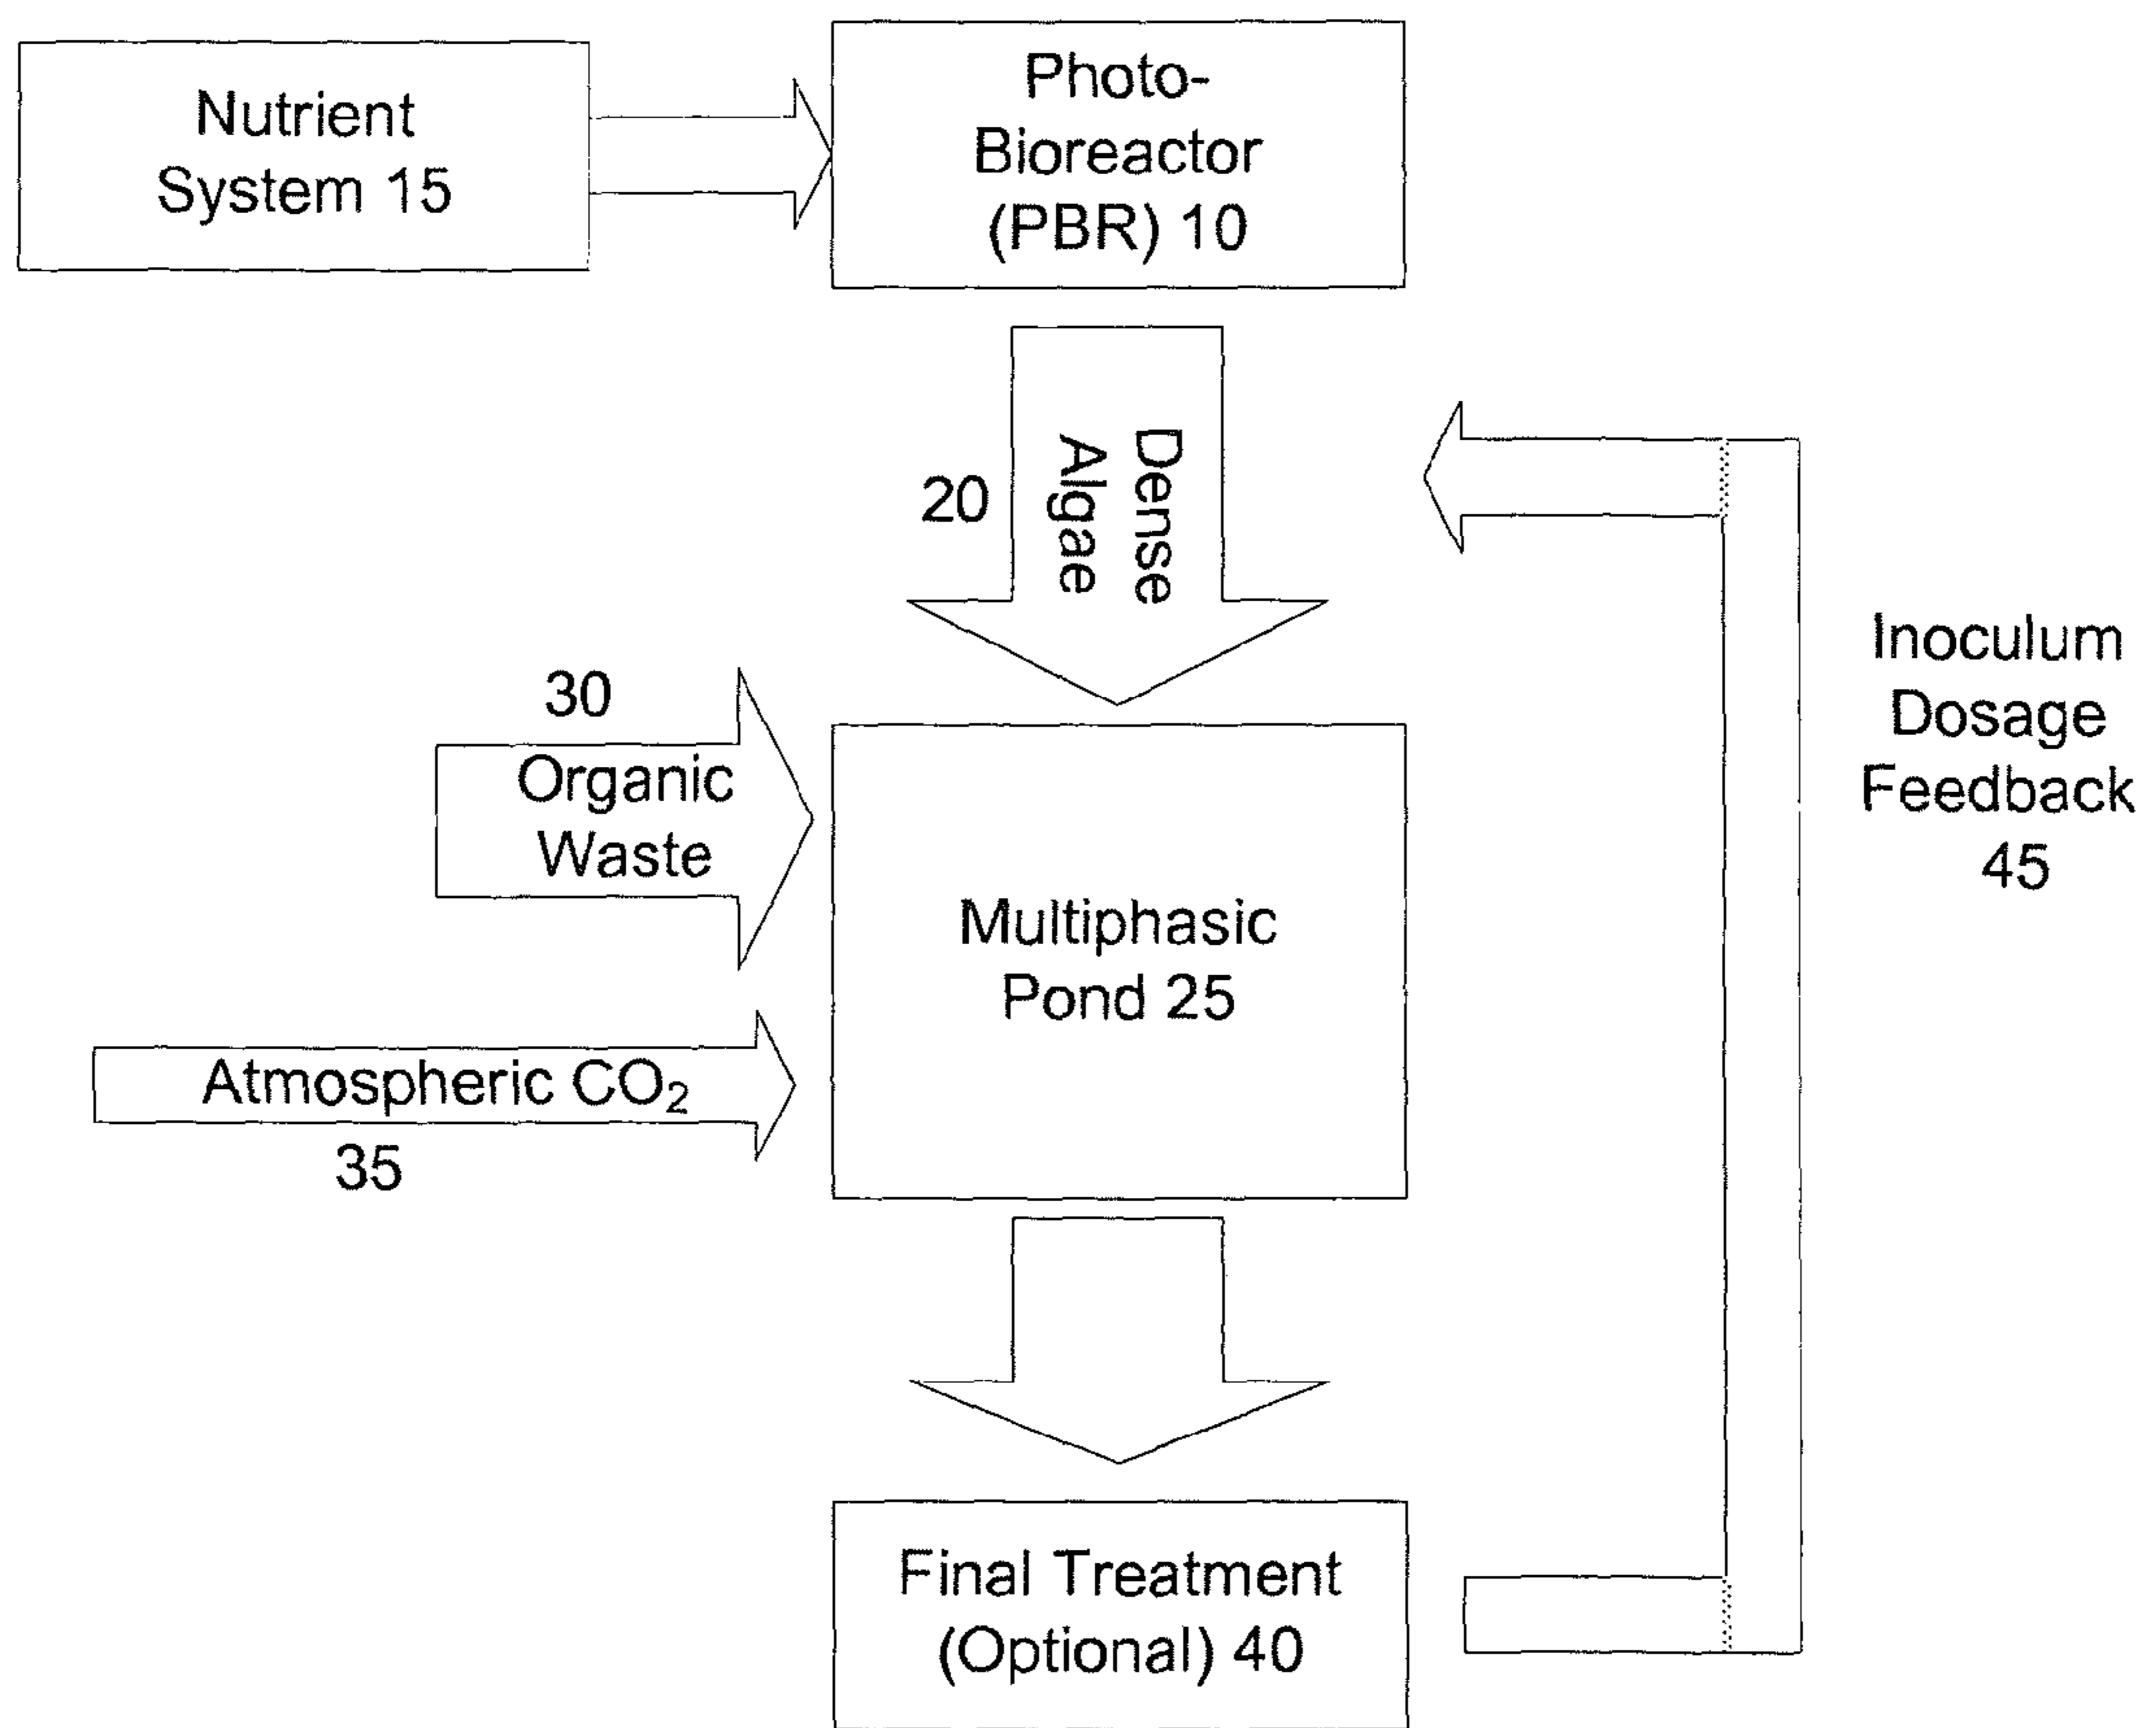 Nutrient
System 15
Photo-
Bioreactor
(PBR) 10
20
Dense
Algae
Inoculum
Dosage
Feedback
45
30
Organic
Waste
Multiphasic
Pond 25
Atmospheric CO₂
35
Final Treatment
(Optional) 40